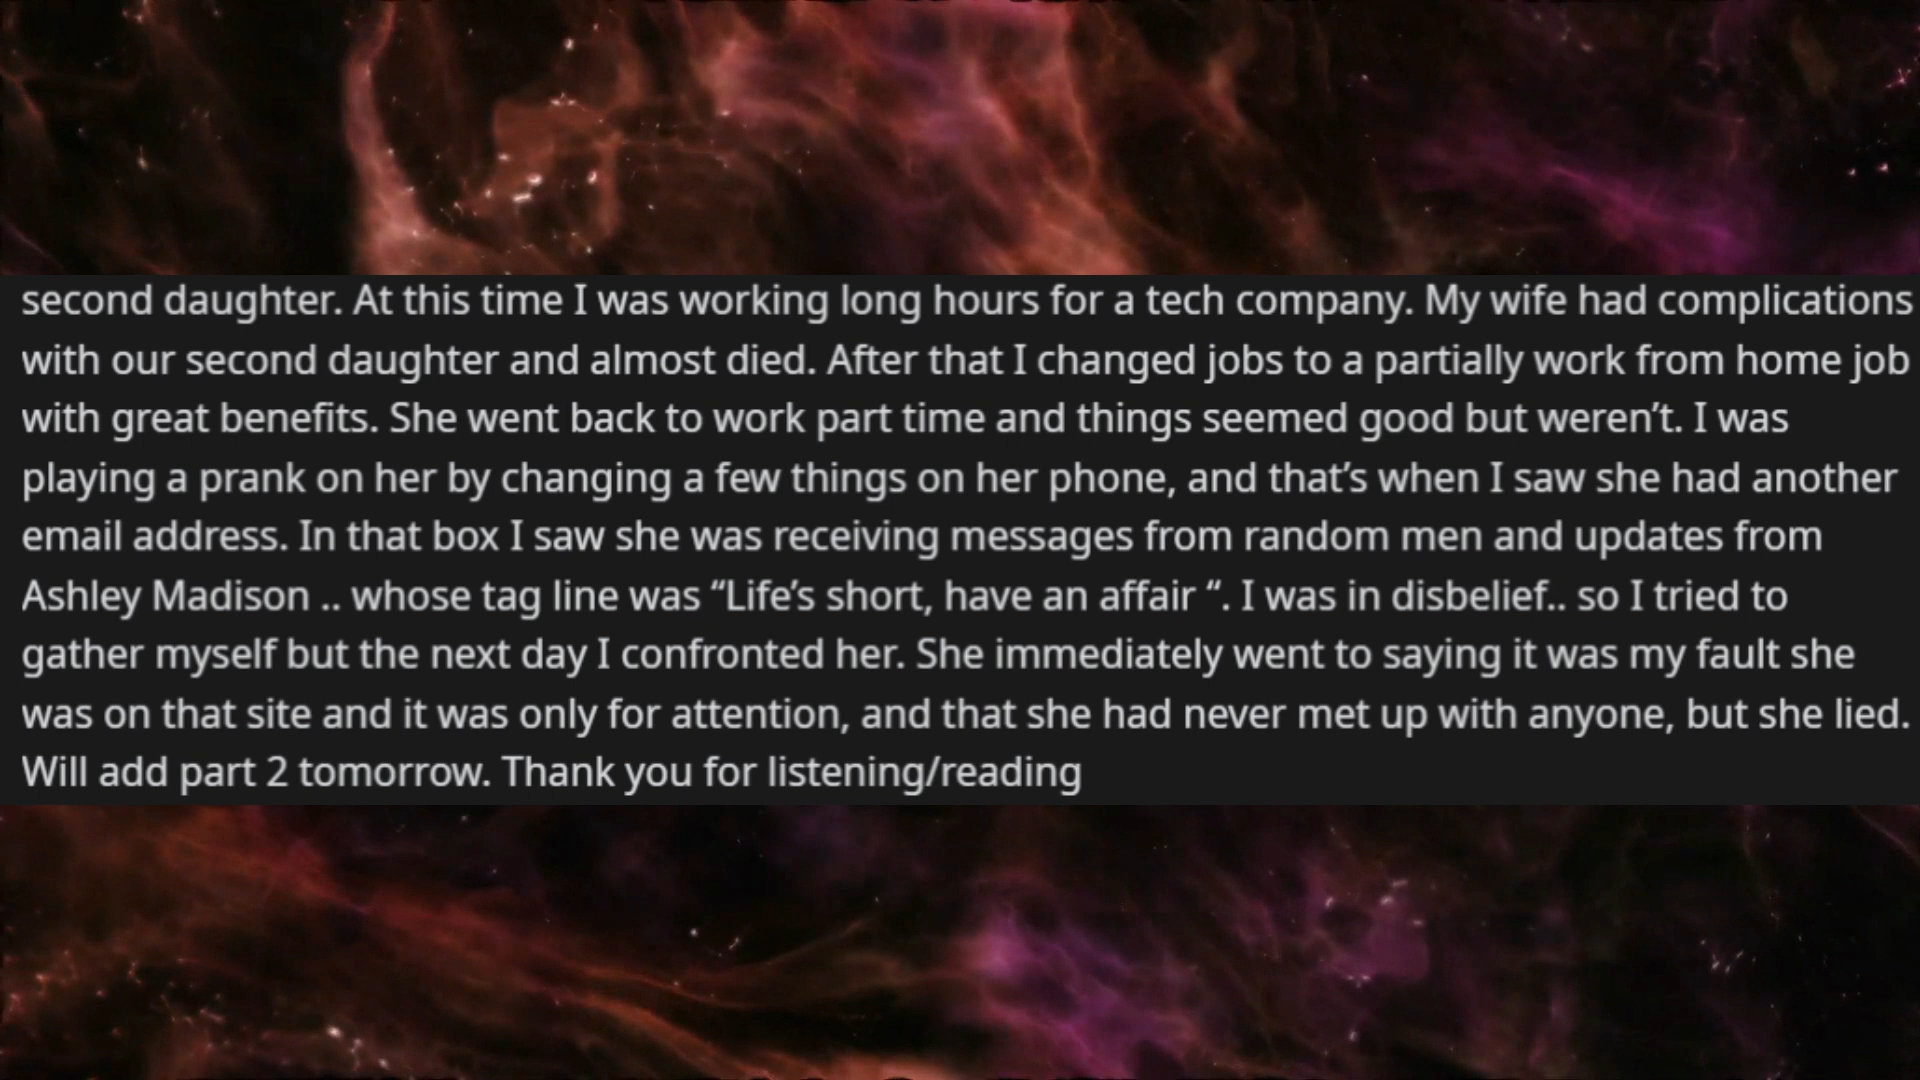 second daughter. At this time I was working long hours for a tech company. My wife had complications
with our second daughter and almost died. After that I changed jobs to a partially work from home job
with great benefits. She went back to work part time and things seemed good but weren’t. I was
playing a prank on her by changing a few things on her phone, and that’s when I saw she had another
email address. In that box I saw she was receiving messages from random men and updates from
Ashley Madison .. whose tag line was “Life’s short, have an affair “. I was in disbelief.. so I tried to
gather myself but the next day I confronted her. She immediately went to saying it was my fault she
was on that site and it was only for attention, and that she had never met up with anyone, but she lied.
Will add part 2 tomorrow. Thank you for listening/reading